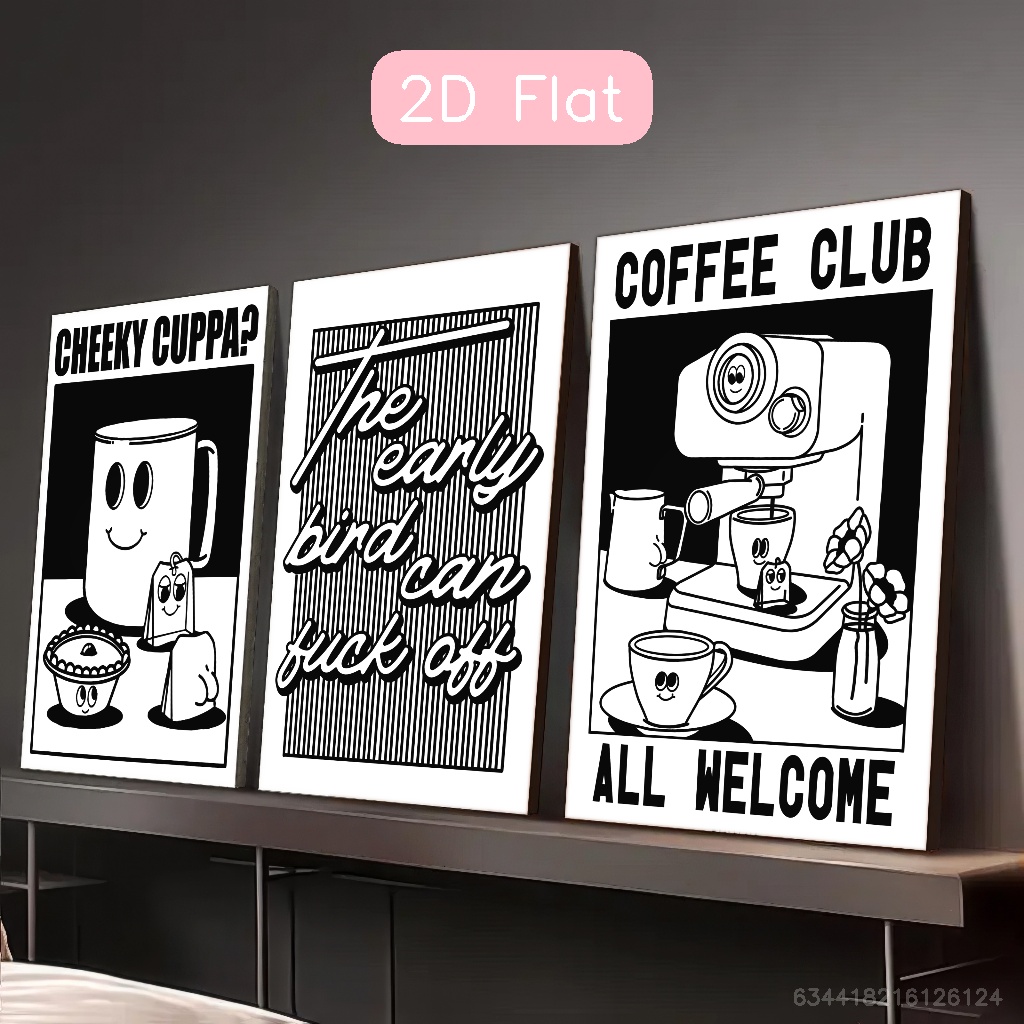 2D Flat
CHEEKY CUPPA?
The
early
bird
can
fuck off
COFFEE CLUB
ALL WELCOME
634418216126124